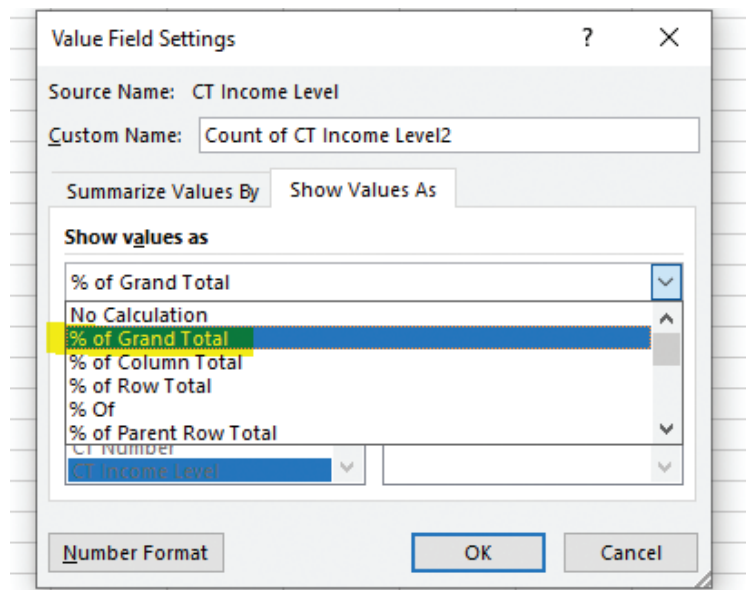 Value Field Settings ? ×
Source Name: CT Income Level
Custom Name: Count of CT Income Level2
Summarize Values By Show Values As
Show values as
% of Grand Total
No Calculation
% of Grand Total
% of Column Total
% of Row Total
% Of
% of Parent Row Total
CT Number
CT Income Level
Number Format OK Cancel